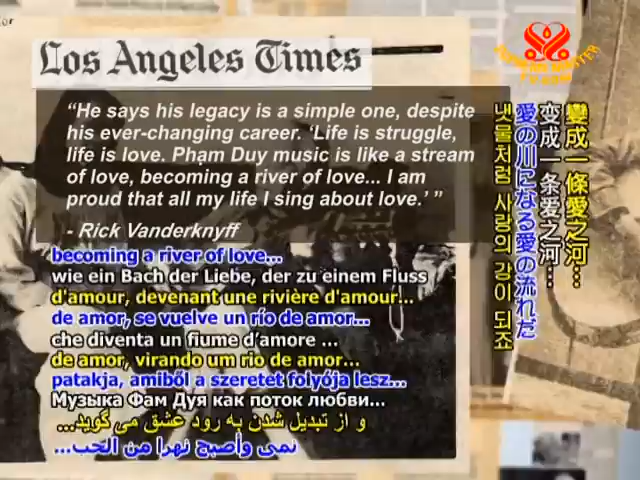 Los Angeles Times
“He says his legacy is a simple one, despite
his ever-changing career. ‘Life is struggle,
life is love. Phạm Duy music is like a stream
of love, becoming a river of love... I am
proud that all my life I sing about love.’ ”
- Rick Vanderknyff
becoming a river of love...
wie ein Bach der Liebe, der zu einem Fluss
d'amour, devenant une rivière d'amour...
de amor, se vuelve un río de amor...
che diventa un fiume d’amore ...
de amor, virando um rio de amor...
patakja, amiből a szeretet folyója lesz...
Музыка Фам Дуя как поток любви...
و از تبدیل شدن به رود عشق می گوید...
نمى وأصبح نهرا من الحب...
變成一條愛之河...
变成一条爱之河...
愛の川になる愛の流れだ
냇물처럼 사랑의 강이 되죠